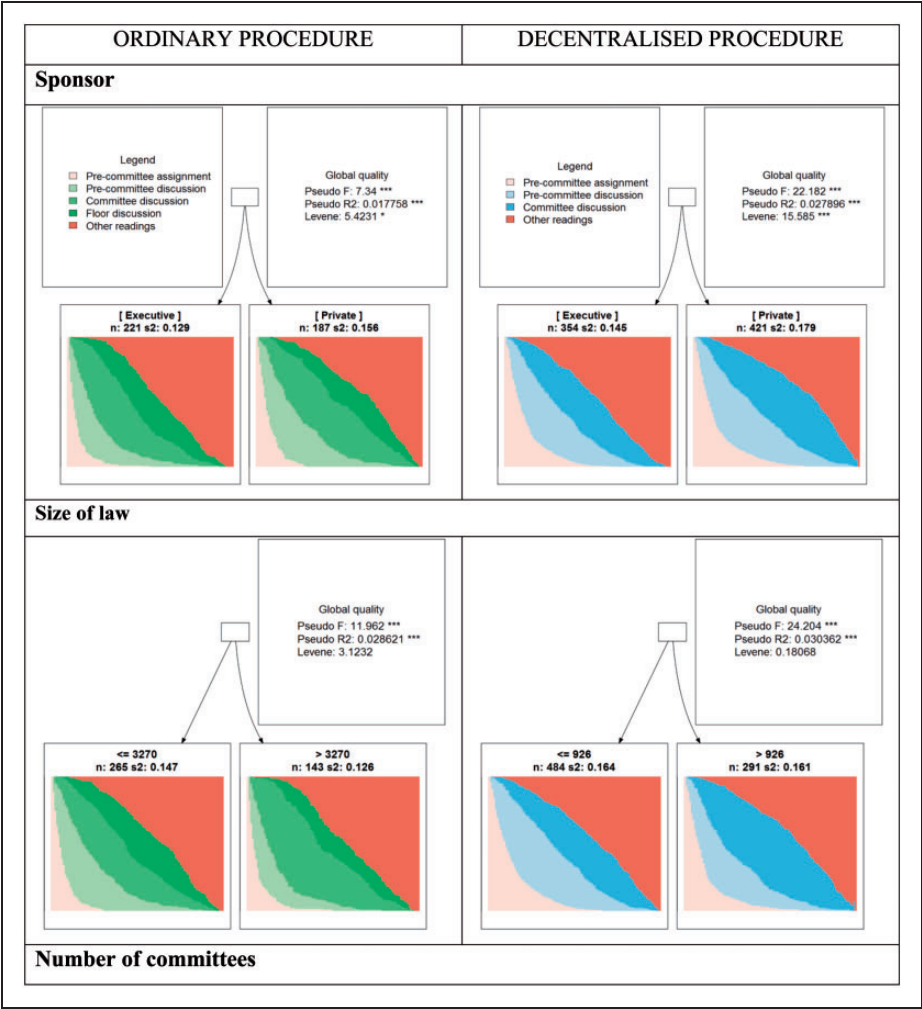 ORDINARY PROCEDURE
DECENTRALISED PROCEDURE
Sponsor
Legend
Pre-committee assignment
Pre-committee discussion
Committee discussion
Floor discussion
Other readings
Global quality
Pseudo F: 7.34 ***
Pseudo R2: 0.017758 ***
Levene: 5.4231 *
[ Executive ]
n: 221 s2: 0.129
[ Private ]
n: 187 s2: 0.156
Legend
Pre-committee assignment
Pre-committee discussion
Committee discussion
Other readings
Global quality
Pseudo F: 22.182 ***
Pseudo R2: 0.027896 ***
Levene: 15.585 ***
[ Executive ]
n: 354 s2: 0.145
[ Private ]
n: 421 s2: 0.179
Size of law
Global quality
Pseudo F: 11.962 ***
Pseudo R2: 0.028621 ***
Levene: 3.1232
<= 3270
n: 265 s2: 0.147
> 3270
n: 143 s2: 0.126
Global quality
Pseudo F: 24.204 ***
Pseudo R2: 0.030362 ***
Levene: 0.18068
<= 926
n: 484 s2: 0.164
> 926
n: 291 s2: 0.161
Number of committees